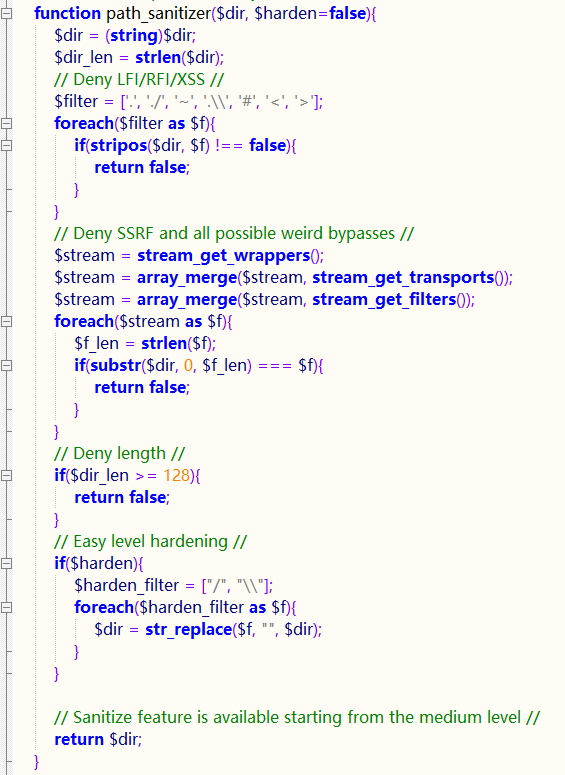 function path_sanitizer($dir, $harden=false){
$dir = (string)$dir;
$dir_len = strlen($dir);
// Deny LFI/RFI/XSS //
$filter = ['.', './', '~', '.\\', '#', '<', '>'];
foreach($filter as $f){
if(stripos($dir, $f) !== false){
return false;
}
}
// Deny SSRF and all possible weird bypasses //
$stream = stream_get_wrappers();
$stream = array_merge($stream, stream_get_transports());
$stream = array_merge($stream, stream_get_filters());
foreach($stream as $f){
$f_len = strlen($f);
if(substr($dir, 0, $f_len) === $f){
return false;
}
}
// Deny length //
if($dir_len >= 128){
return false;
}
// Easy level hardening //
if($harden){
$harden_filter = ["/", "\\"];
foreach($harden_filter as $f){
$dir = str_replace($f, "", $dir);
}
}
// Sanitize feature is available starting from the medium level //
return $dir;
}